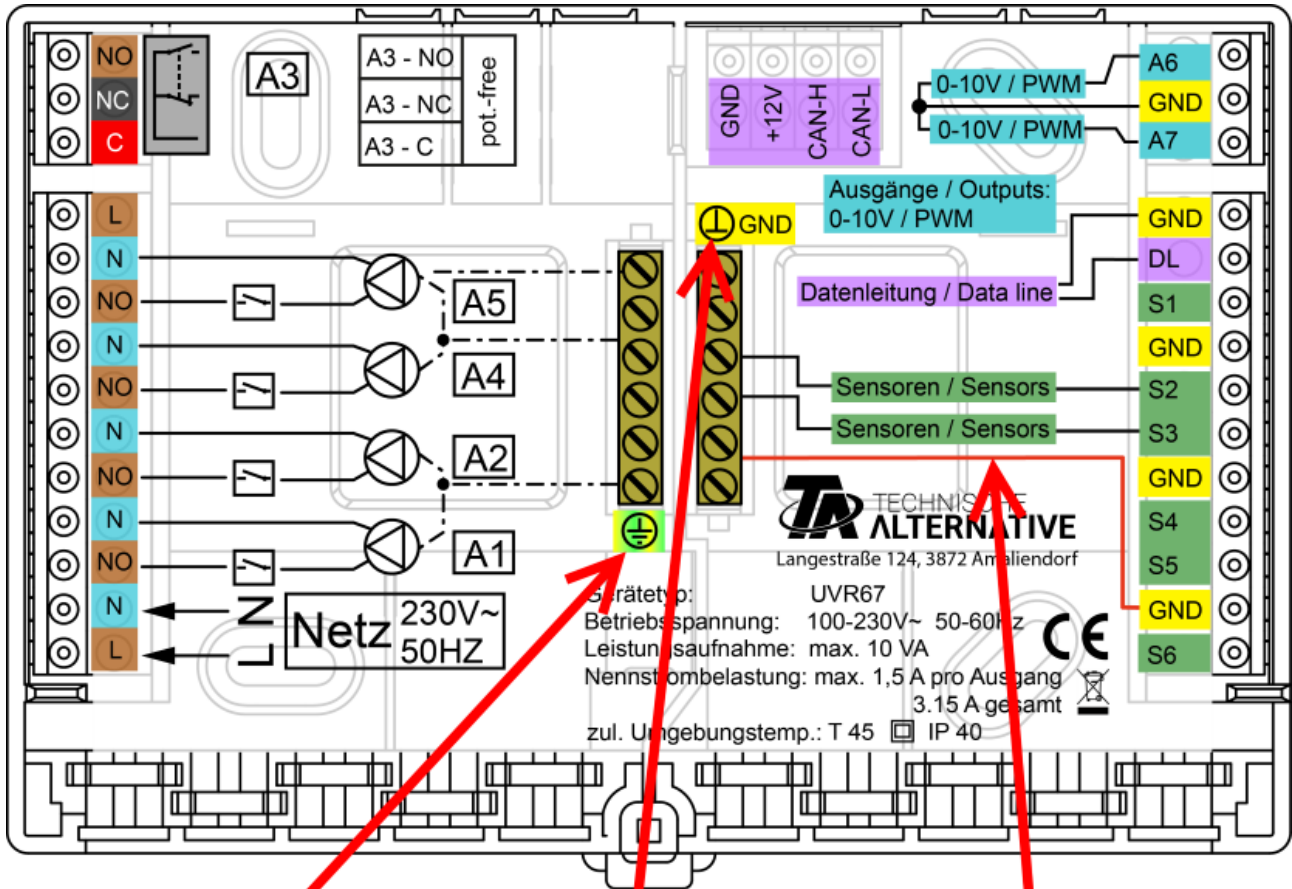 NO
NC
C
A3
A3 - NO
A3 - NC
A3 - C
pot.-free
GND
+12V
CAN-H
CAN-L
0-10V / PWM
0-10V / PWM
A6
GND
A7
Ausgänge / Outputs:
0-10V / PWM
GND
Datenleitung / Data line
Sensoren / Sensors
Sensoren / Sensors
GND
DL
S1
GND
S2
S3
GND
S4
S5
GND
S6
L
N
NO
N
NO
N
NO
N
NO
N
L
A5
A4
A2
A1
N
L
Netz 230V~
50HZ
TA TECHNISCHE
ALTERNATIVE
Langestraße 124, 3872 Amaliendorf
Gerätetyp: UVR67
Betriebsspannung: 100-230V~ 50-60Hz
Leistungsaufnahme: max. 10 VA
Nennstrombelastung: max. 1,5 A pro Ausgang
3.15 A gesamt
zul. Umgebungstemp.: T 45 IP 40
CE